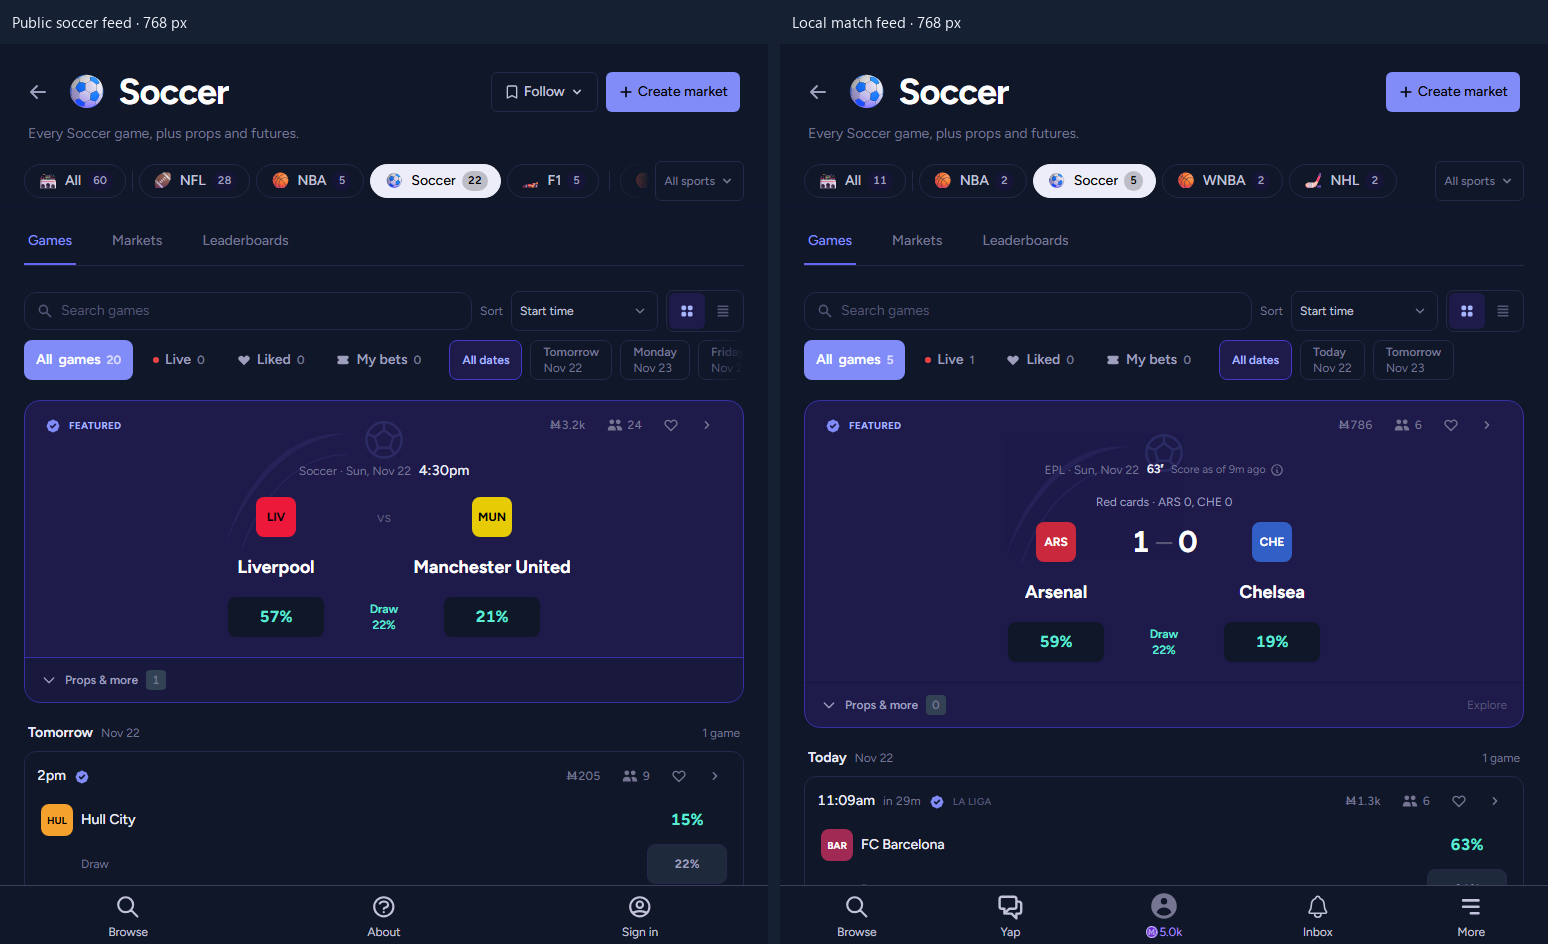 Public soccer feed · 768 px
Soccer
Follow
+ Create market
Every Soccer game, plus props and futures.
All 60
NFL 28
NBA 5
Soccer 22
F1 5
All sports
Games
Markets
Leaderboards
Search games
Sort
Start time
All games 20
Live 0
Liked 0
My bets 0
All dates
Tomorrow
Nov 22
Monday
Nov 23
FEATURED
M3.2k
24
Soccer · Sun, Nov 22 4:30pm
LIV
VS
MUN
Liverpool
Manchester United
57%
Draw
22%
21%
Props & more 1
Tomorrow Nov 22
1 game
2pm
M205
9
HUL
Hull City
15%
Draw
22%
Browse
About
Sign in
Local match feed · 768 px
Soccer
+ Create market
Every Soccer game, plus props and futures.
All 11
NBA 2
Soccer 5
WNBA 2
NHL 2
All sports
Games
Markets
Leaderboards
Search games
Sort
Start time
All games 5
Live 1
Liked 0
My bets 0
All dates
Today
Nov 22
Tomorrow
Nov 23
FEATURED
M786
6
EPL · Sun, Nov 22 63' Score as of 9m ago
Red cards · ARS 0, CHE 0
ARS
1 — 0
CHE
Arsenal
Chelsea
59%
Draw
22%
19%
Props & more 0
Explore
Today Nov 22
1 game
11:09am in 29m LA LIGA
M1.3k
6
BAR
FC Barcelona
63%
Browse
Yap
M 5.0k
Inbox
More